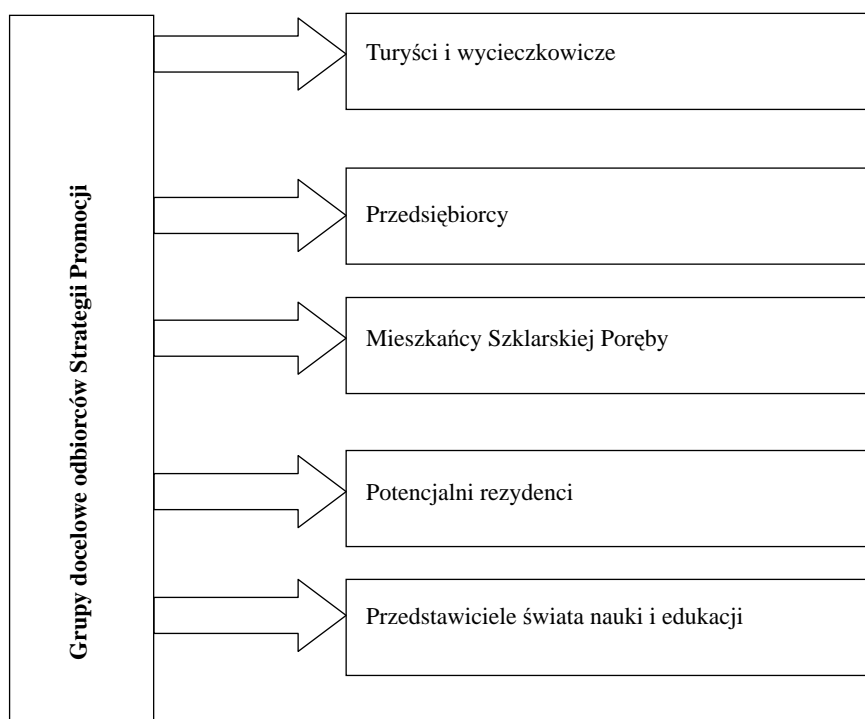 Grupy docelowe odbiorców Strategii Promocji
Turyści i wycieczkowicze
Przedsiębiorcy
Mieszkańcy Szklarskiej Poręby
Potencjalni rezydenci
Przedstawiciele świata nauki i edukacji